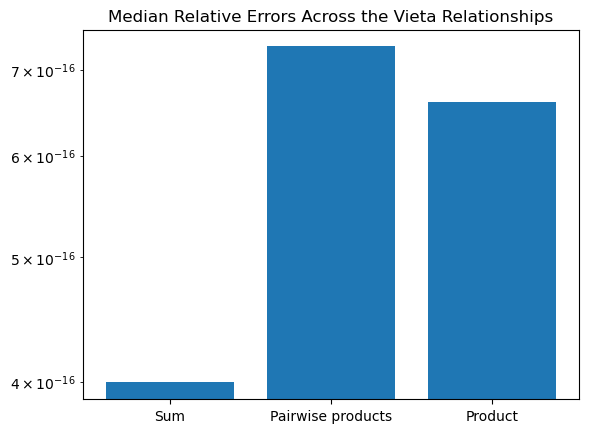 Median Relative Errors Across the Vieta Relationships
7 × 10⁻¹⁶
6 × 10⁻¹⁶
5 × 10⁻¹⁶
4 × 10⁻¹⁶
Sum Pairwise products Product